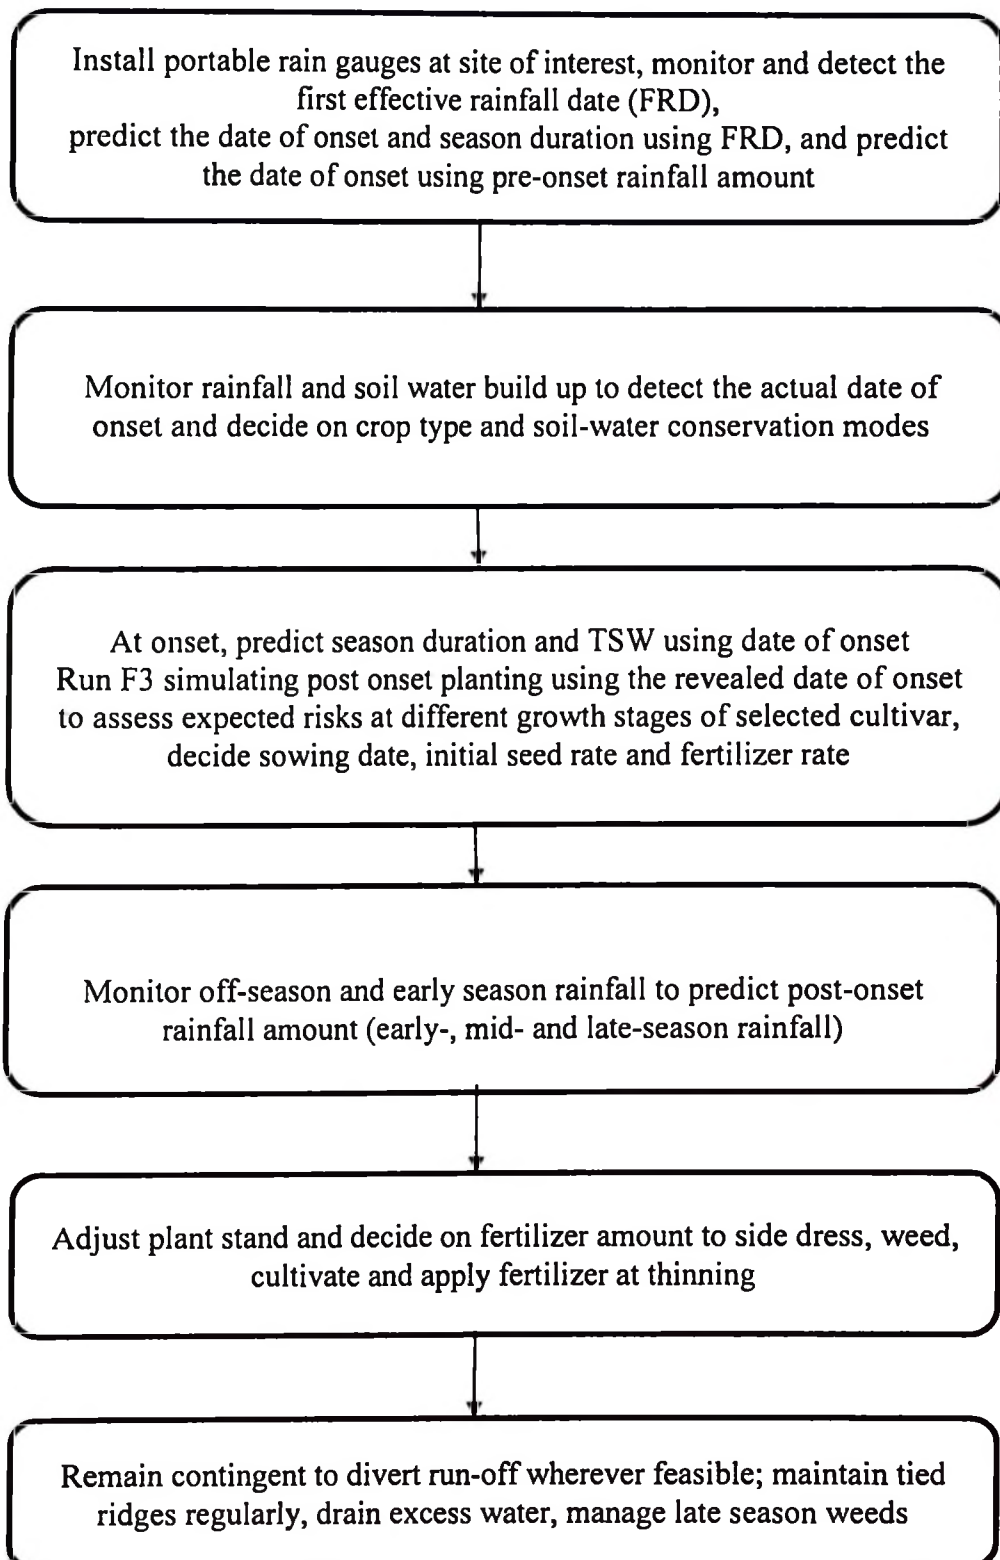 Install portable rain gauges at site of interest, monitor and detect the
first effective rainfall date (FRD),
predict the date of onset and season duration using FRD, and predict
the date of onset using pre-onset rainfall amount
Monitor rainfall and soil water build up to detect the actual date of
onset and decide on crop type and soil-water conservation modes
At onset, predict season duration and TSW using date of onset
Run F3 simulating post onset planting using the revealed date of onset
to assess expected risks at different growth stages of selected cultivar,
decide sowing date, initial seed rate and fertilizer rate
Monitor off-season and early season rainfall to predict post-onset
rainfall amount (early-, mid- and late-season rainfall)
Adjust plant stand and decide on fertilizer amount to side dress, weed,
cultivate and apply fertilizer at thinning
Remain contingent to divert run-off wherever feasible; maintain tied
ridges regularly, drain excess water, manage late season weeds